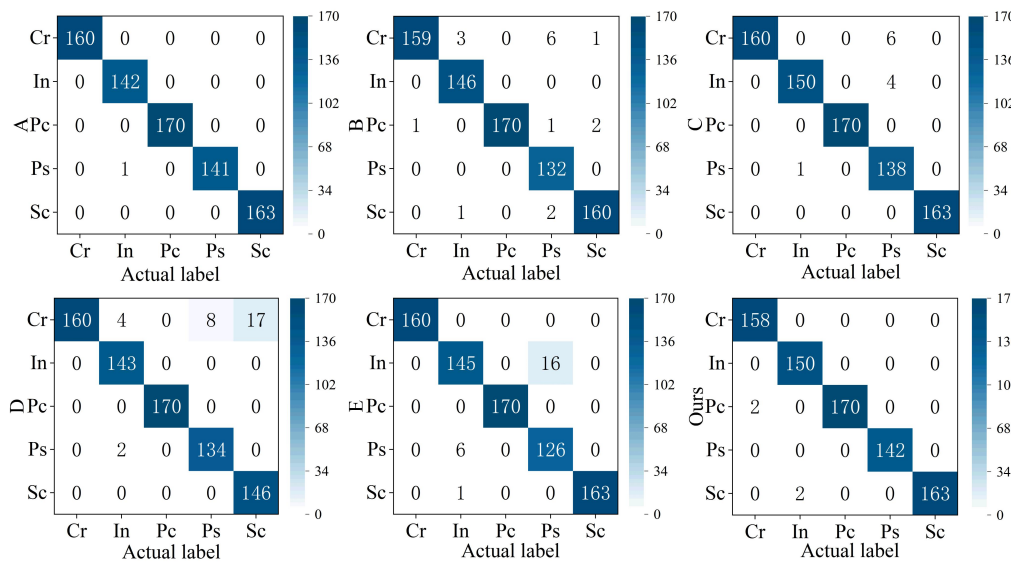 Cr 160 0 0 0 0
In 0 142 0 0 0
Pc 0 0 170 0 0
Ps 0 1 0 141 0
Sc 0 0 0 0 163
Cr In Pc Ps Sc
Actual label
A
170
136
102
68
34
0
Cr 159 3 0 6 1
In 0 146 0 0 0
Pc 1 0 170 1 2
Ps 0 0 0 132 0
Sc 0 1 0 2 160
Cr In Pc Ps Sc
Actual label
B
170
136
102
68
34
0
Cr 160 0 0 6 0
In 0 150 0 4 0
Pc 0 0 170 0 0
Ps 0 1 0 138 0
Sc 0 0 0 0 163
Cr In Pc Ps Sc
Actual label
C
170
136
102
68
34
0
Cr 160 4 0 8 17
In 0 143 0 0 0
Pc 0 0 170 0 0
Ps 0 2 0 134 0
Sc 0 0 0 0 146
Cr In Pc Ps Sc
Actual label
D
170
136
102
68
34
0
Cr 160 0 0 0 0
In 0 145 0 16 0
Pc 0 0 170 0 0
Ps 0 6 0 126 0
Sc 0 1 0 0 163
Cr In Pc Ps Sc
Actual label
E
170
136
102
68
34
0
Cr 158 0 0 0 0
In 0 150 0 0 0
Pc 2 0 170 0 0
Ps 0 0 0 142 0
Sc 0 2 0 0 163
Cr In Pc Ps Sc
Actual label
Ours
17
13
10
68
34
0